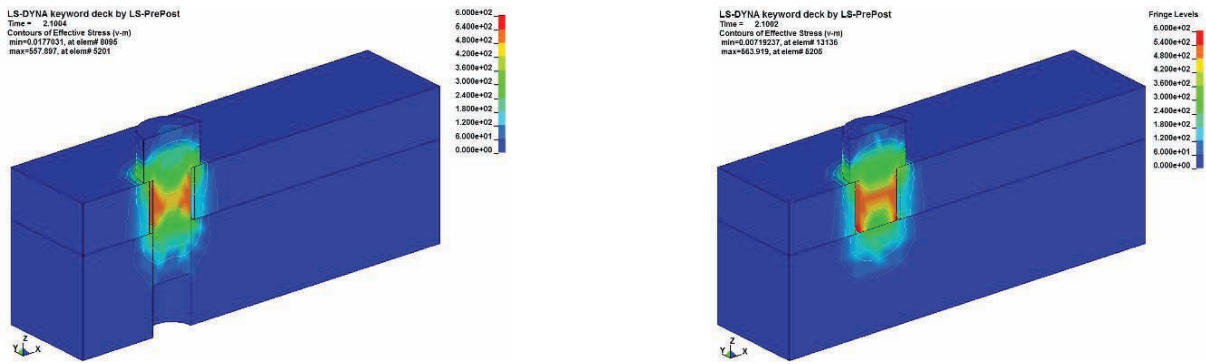 LS-DYNA keyword deck by LS-PrePost
Time = 2.1004
Contours of Effective Stress (v-m)
min=0.0177031, at elem# 8095
max=557.897, at elem# 5201
6.000e+02
5.400e+02
4.800e+02
4.200e+02
3.600e+02
3.000e+02
2.400e+02
1.800e+02
1.200e+02
6.000e+01
0.000e+00
Z
Y X
LS-DYNA keyword deck by LS-PrePost
Time = 2.1002
Contours of Effective Stress (v-m)
min=0.00719237, at elem# 13136
max=563.919, at elem# 5205
Fringe Levels
6.000e+02
5.400e+02
4.800e+02
4.200e+02
3.600e+02
3.000e+02
2.400e+02
1.800e+02
1.200e+02
6.000e+01
0.000e+00
Z
Y X